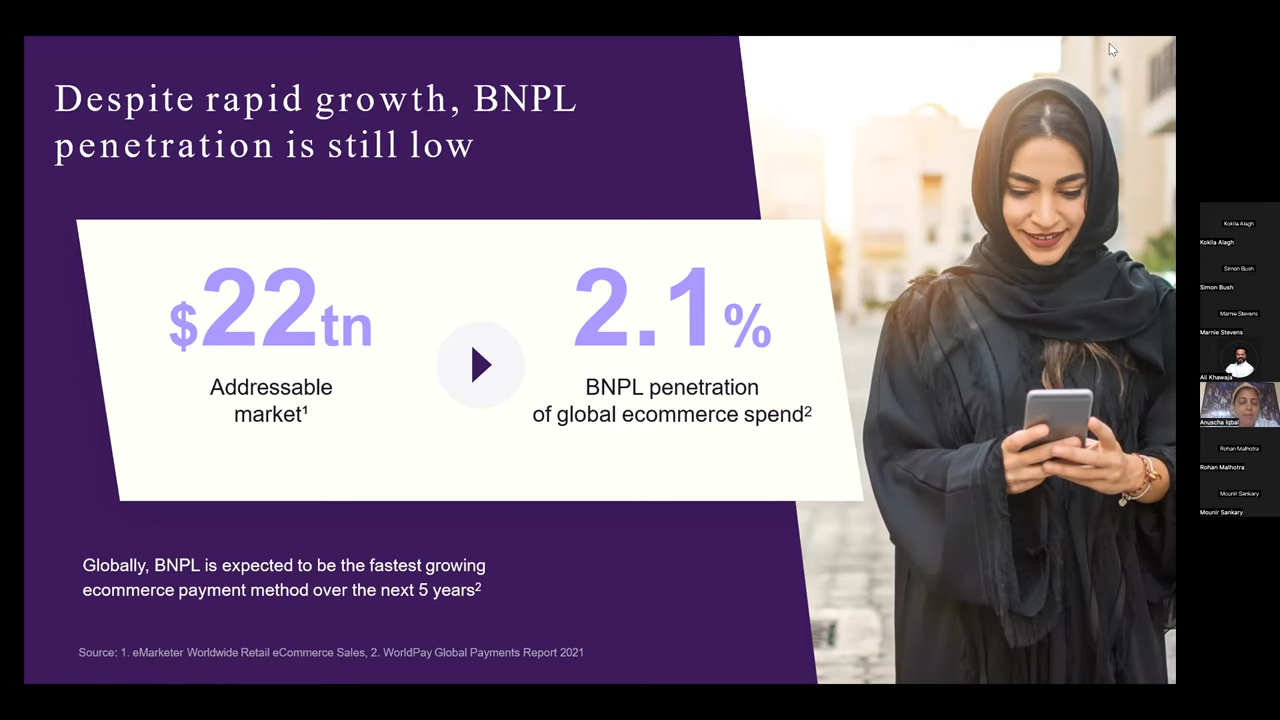 Despite rapid growth, BNPL
penetration is still low
$22tn
Addressable
market¹
2.1%
BNPL penetration
of global ecommerce spend²
Globally, BNPL is expected to be the fastest growing
ecommerce payment method over the next 5 years²
Source: 1. eMarketer Worldwide Retail eCommerce Sales, 2. WorldPay Global Payments Report 2021
Kokila Alagh
Kokila Alagh
Simon Bush
Simon Bush
Marnie Stevens
Marnie Stevens
Ali Khawaja
Anuscha Iqbal
Rohan Malhotra
Rohan Malhotra
Mounir Sankary
Mounir Sankary